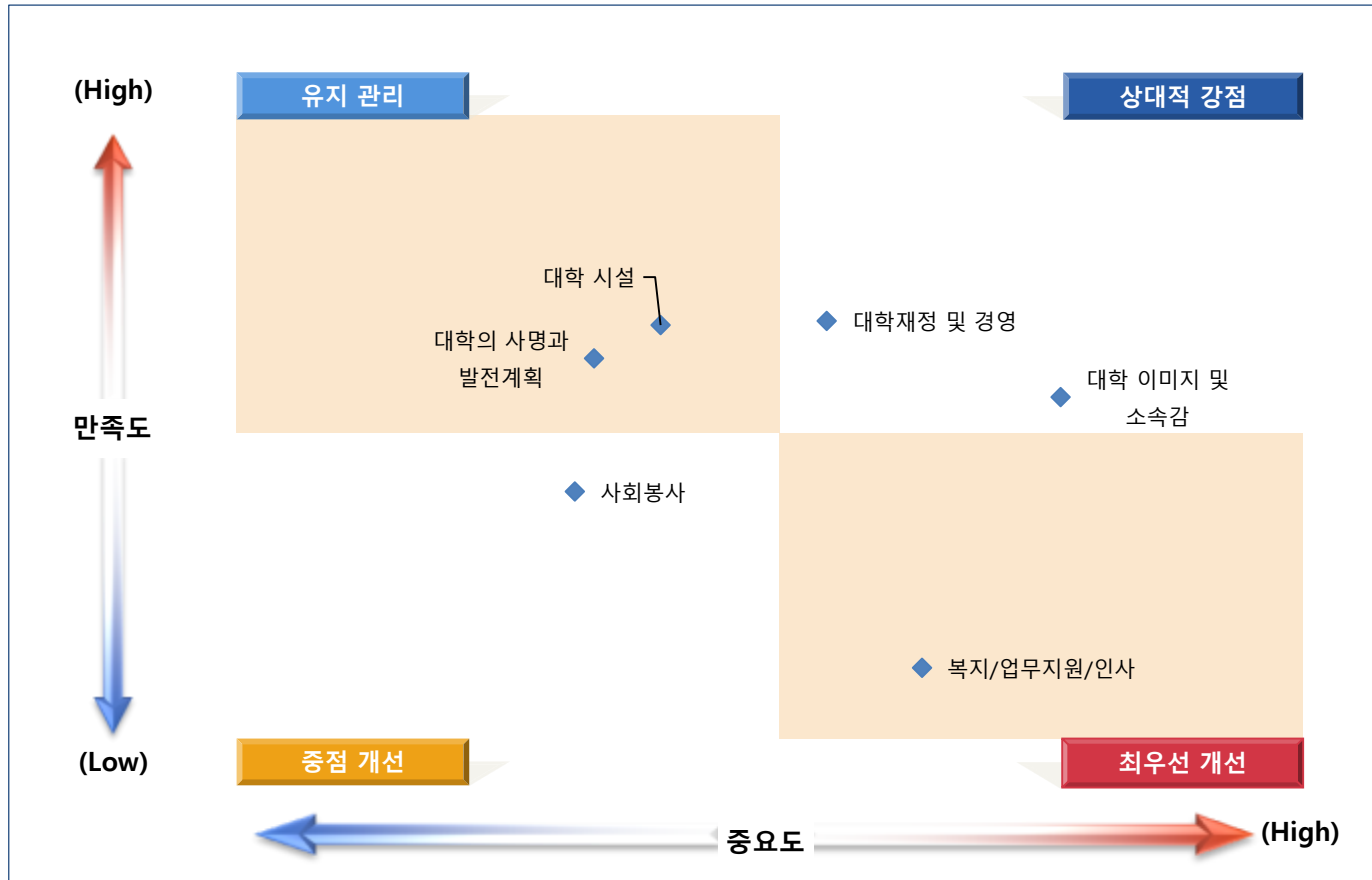 (High)
유지 관리
상대적 강점
대학 시설
대학의 사명과
발전계획
대학재정 및 경영
대학 이미지 및
소속감
만족도
사회봉사
복지/업무지원/인사
(Low)
중점 개선
최우선 개선
중요도
(High)